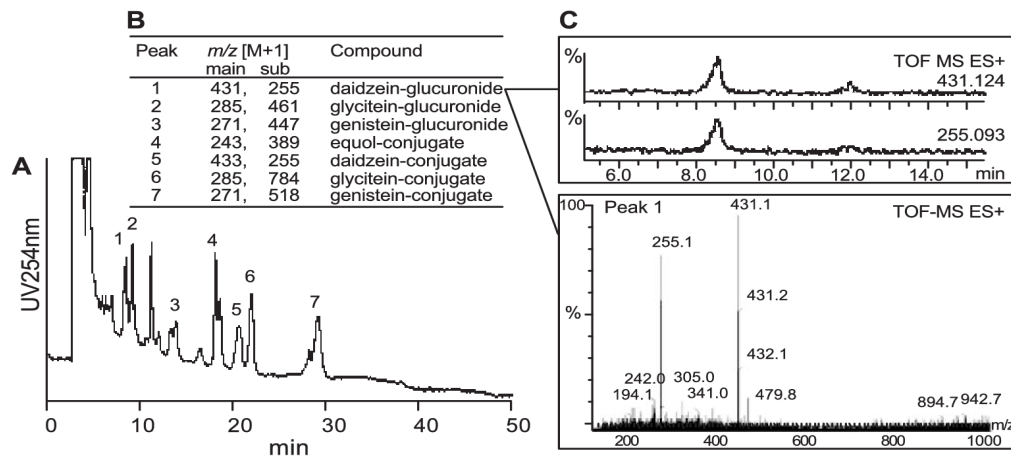 B
Peak m/z [M+1] Compound
main sub
1 431, 255 daidzein-glucuronide
2 285, 461 glycitein-glucuronide
3 271, 447 genistein-glucuronide
4 243, 389 equol-conjugate
5 433, 255 daidzein-conjugate
6 285, 784 glycitein-conjugate
7 271, 518 genistein-conjugate
A
UV254nm
1
2
3
4
5
6
7
0 10 20 30 40 50
min
C
%
TOF MS ES+
431.124
%
255.093
6.0 8.0 10.0 12.0 14.0
min
100
Peak 1
431.1
TOF-MS ES+
255.1
%
431.2
432.1
242.0
305.0
194.1
341.0
479.8
894.7
942.7
200 400 600 800 1000
m/z